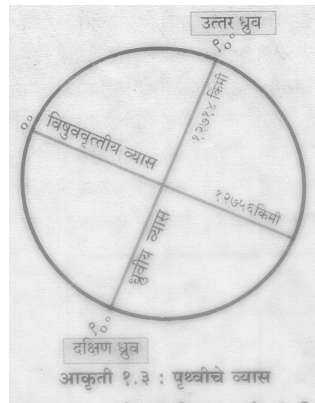 उत्तर ध्रुव
९०°
१२७१४ किमी
०°
विषुववृत्तीय व्यास
१२७५६ किमी
ध्रुवीय व्यास
९०°
दक्षिण ध्रुव
आकृती १.३ : पृथ्वीचे व्यास